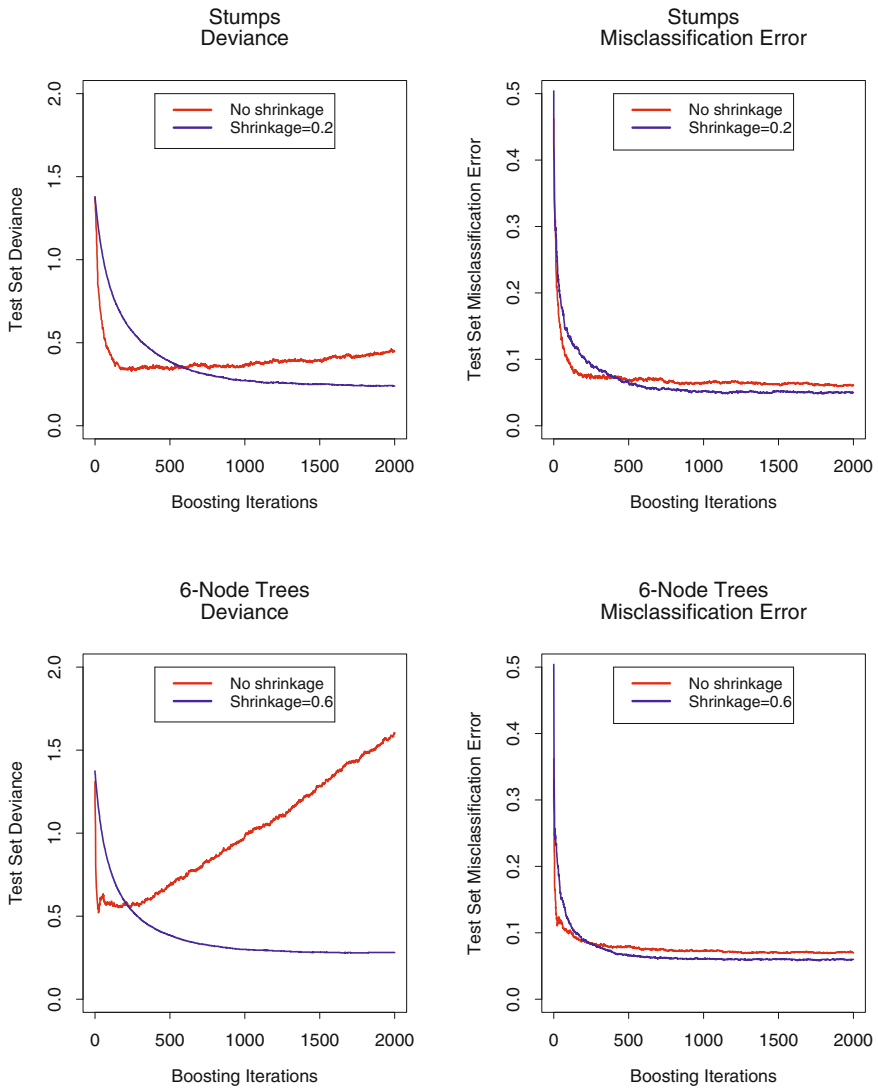 Stumps
Deviance
Test Set Deviance
2.0
1.5
1.0
0.5
0.0
No shrinkage
Shrinkage=0.2
0 500 1000 1500 2000
Boosting Iterations
Stumps
Misclassification Error
Test Set Misclassification Error
0.5
0.4
0.3
0.2
0.1
0.0
No shrinkage
Shrinkage=0.2
0 500 1000 1500 2000
Boosting Iterations
6-Node Trees
Deviance
Test Set Deviance
2.0
1.5
1.0
0.5
0.0
No shrinkage
Shrinkage=0.6
0 500 1000 1500 2000
Boosting Iterations
6-Node Trees
Misclassification Error
Test Set Misclassification Error
0.5
0.4
0.3
0.2
0.1
0.0
No shrinkage
Shrinkage=0.6
0 500 1000 1500 2000
Boosting Iterations